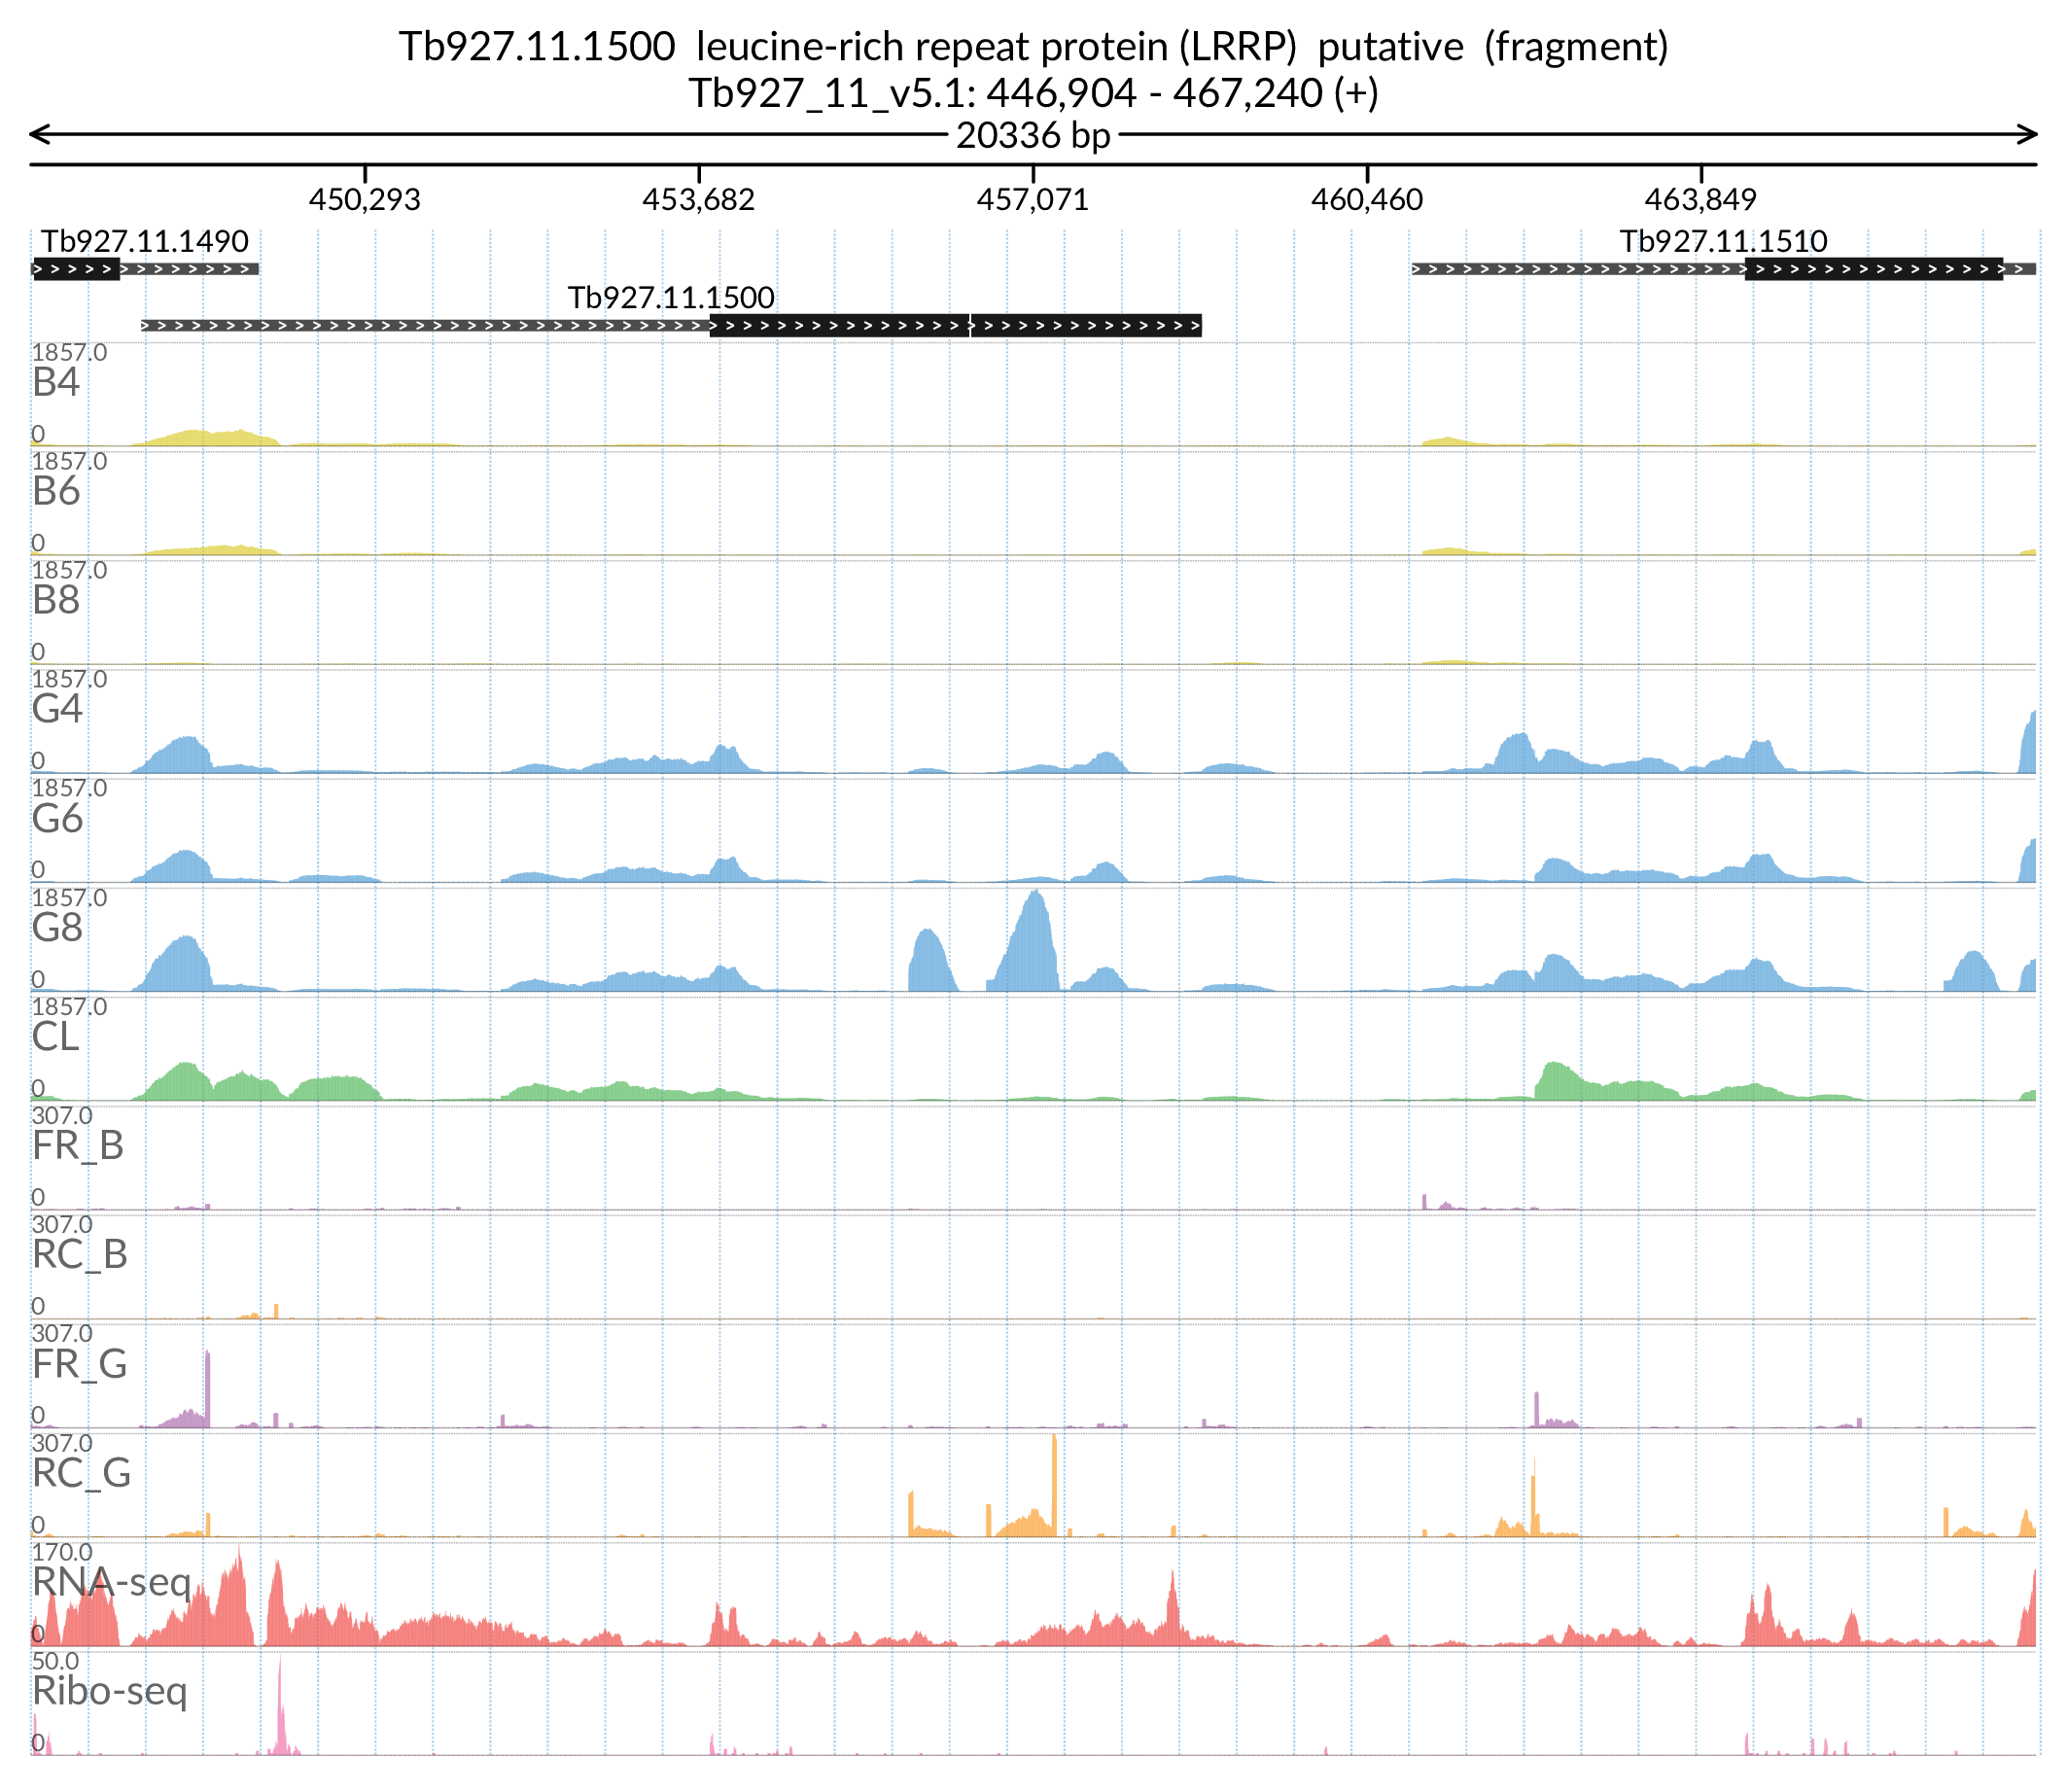 Tb927.11.1500  leucine-rich repeat protein (LRRP)  putative  (fragment)
Tb927_11_v5.1: 446,904 - 467,240 (+)
20336 bp
450,293 453,682 457,071 460,460 463,849
Tb927.11.1490 Tb927.11.1510
Tb927.11.1500
1857.0
B4
0
1857.0
B6
0
1857.0
B8
0
1857.0
G4
0
1857.0
G6
0
1857.0
G8
0
1857.0
CL
0
307.0
FR_B
0
307.0
RC_B
0
307.0
FR_G
0
307.0
RC_G
0
170.0
RNA-seq
0
50.0
Ribo-seq
0